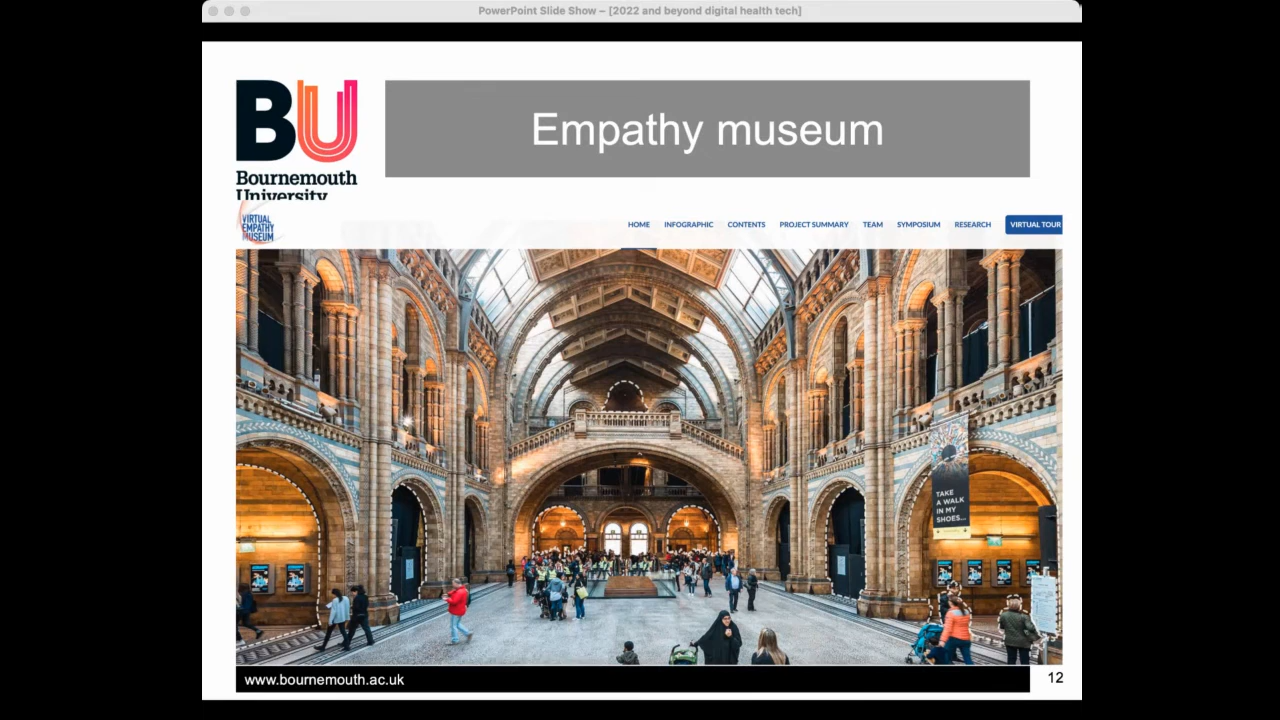 PowerPoint Slide Show – [2022 and beyond digital health tech]
BU
Bournemouth
University
Empathy museum
VIRTUAL
EMPATHY
MUSEUM
HOME INFOGRAPHIC CONTENTS PROJECT SUMMARY TEAM SYMPOSIUM RESEARCH VIRTUAL TOUR
TAKE
A WALK
IN MY
SHOES...
www.bournemouth.ac.uk
12